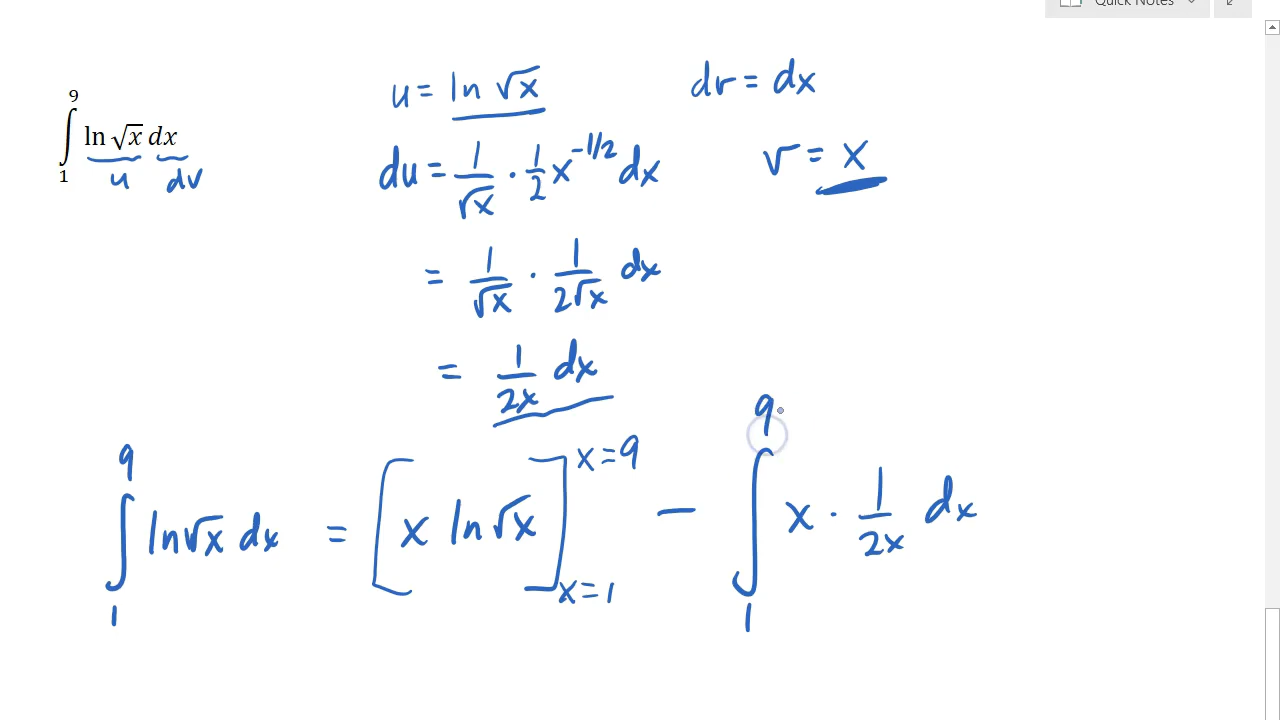 Quick Notes
∫₁⁹ ln √x dx
u dv
u = ln √x
dv = dx
du = 1/√x · 1/2 x^(-1/2) dx
v = x
= 1/√x · 1/(2√x) dx
= 1/(2x) dx
∫₁⁹ ln√x dx = [x ln √x]_(x=1)^(x=9) − ∫₁⁹ x · 1/(2x) dx